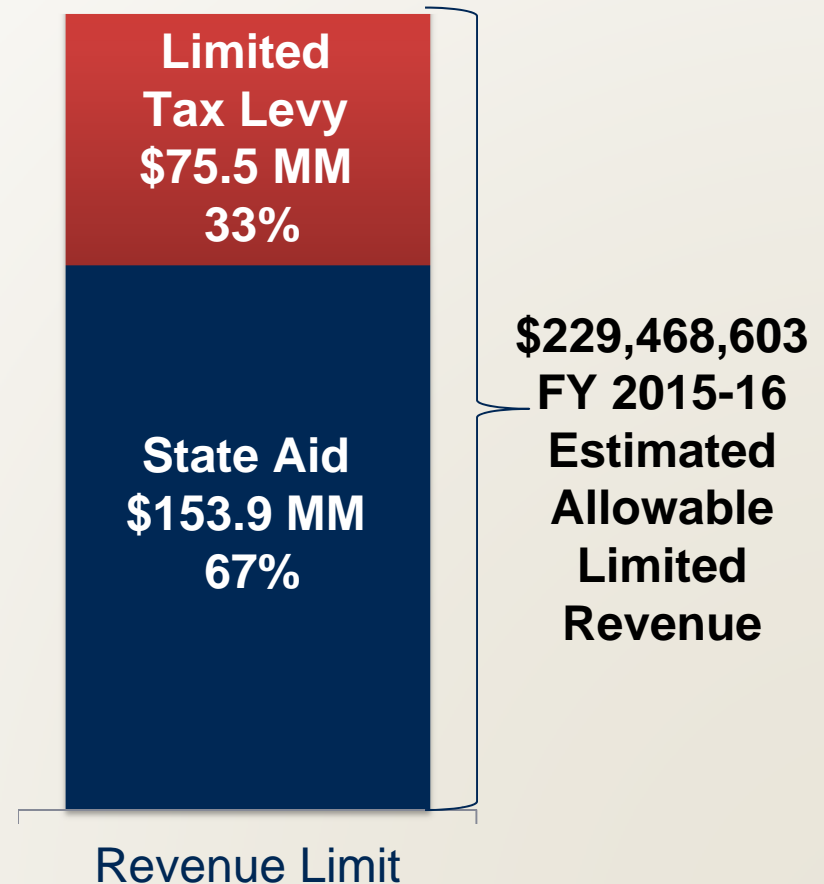 Limited
Tax Levy
$75.5 MM
33%
State Aid
$153.9 MM
67%
$229,468,603
FY 2015-16
Estimated
Allowable
Limited
Revenue
Revenue Limit